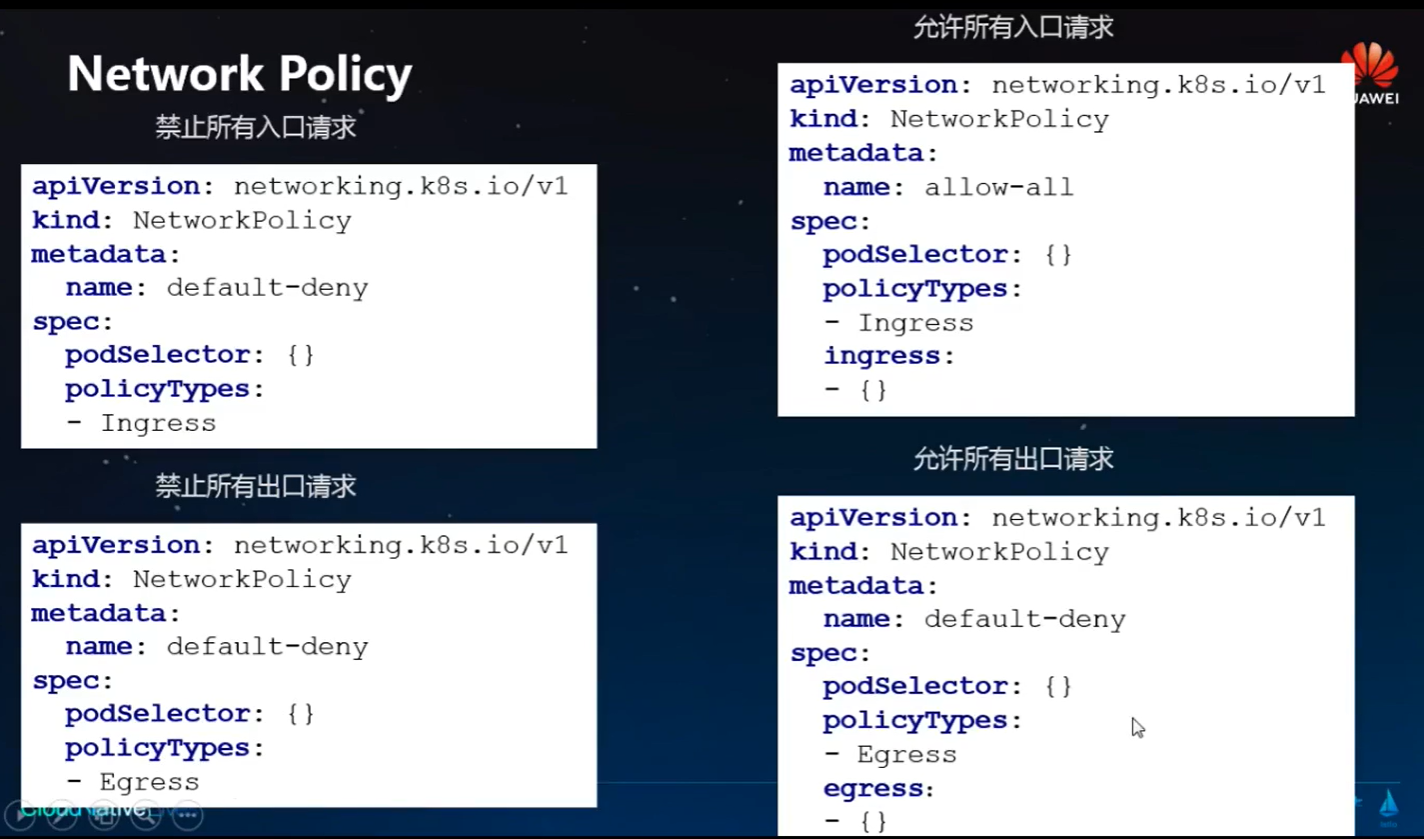 Network Policy
禁止所有入口请求
apiVersion: networking.k8s.io/v1
kind: NetworkPolicy
metadata:
  name: default-deny
spec:
  podSelector: {}
  policyTypes:
  - Ingress
禁止所有出口请求
apiVersion: networking.k8s.io/v1
kind: NetworkPolicy
metadata:
  name: default-deny
spec:
  podSelector: {}
  policyTypes:
  - Egress
允许所有入口请求
apiVersion: networking.k8s.io/v1
kind: NetworkPolicy
metadata:
  name: allow-all
spec:
  podSelector: {}
  policyTypes:
  - Ingress
  ingress:
  - {}
允许所有出口请求
apiVersion: networking.k8s.io/v1
kind: NetworkPolicy
metadata:
  name: default-deny
spec:
  podSelector: {}
  policyTypes:
  - Egress
  egress:
  - {}
AWEI